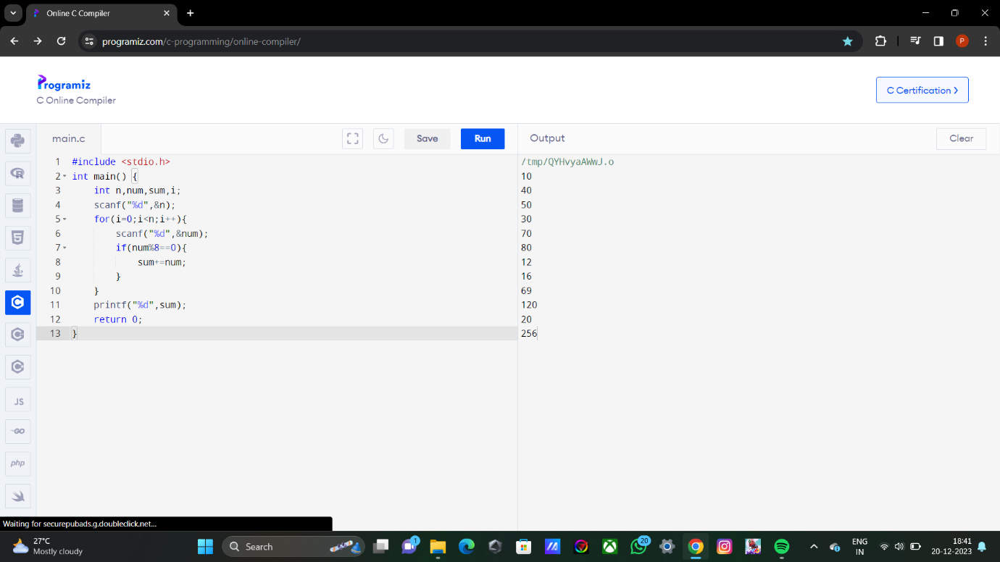 Online C Compiler
programiz.com/c-programming/online-compiler/
P
Programiz
C Online Compiler
C Certification >
main.c
Save
Run
Output
Clear
1 #include <stdio.h>
2 int main() {
3 int n,num,sum,i;
4 scanf("%d",&n);
5 for(i=0;i<n;i++){
6 scanf("%d",&num);
7 if(num%8==0){
8 sum+=num;
9 }
10 }
11 printf("%d",sum);
12 return 0;
13 }
/tmp/QYHvyaAWwJ.o
10
40
50
30
70
80
12
16
69
120
20
256
R
5
C
C
C
JS
GO
php
Waiting for securepubads.g.doubleclick.net...
27°C
Mostly cloudy
Search
1
20
ENG
IN
18:41
20-12-2023